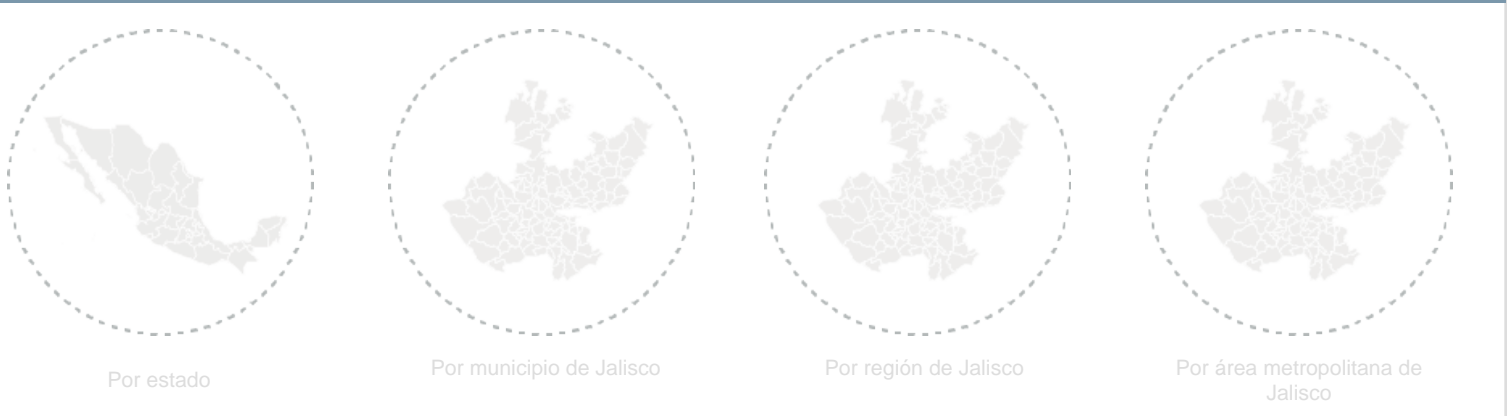 Por estado
Por municipio de Jalisco
Por región de Jalisco
Por área metropolitana de
Jalisco